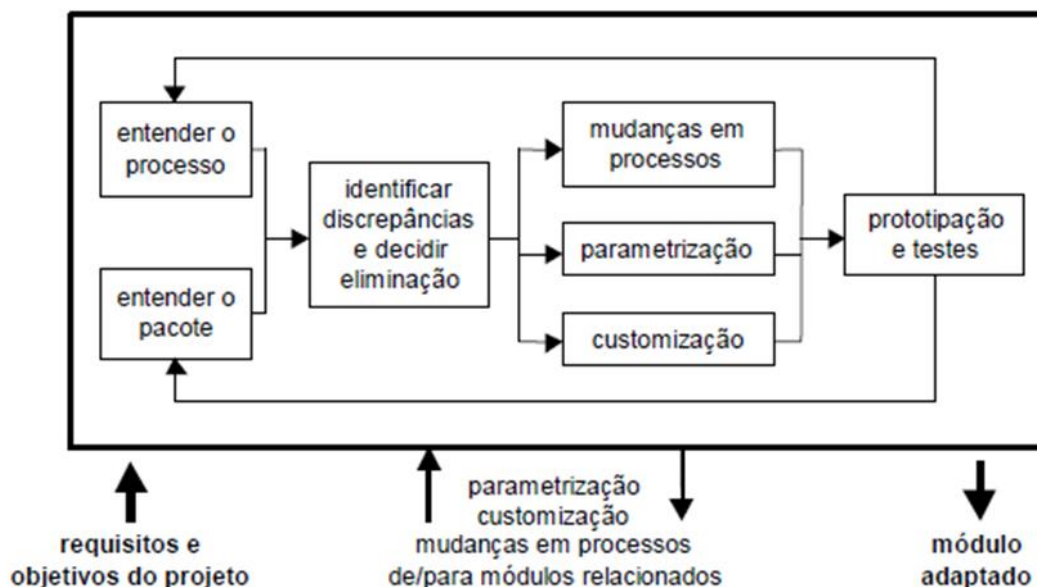 entender o
processo
entender o
pacote
identificar
discrepâncias
e decidir
eliminação
mudanças em
processos
parametrização
customização
prototipação
e testes
requisitos e
objetivos do projeto
parametrização
customização
mudanças em processos
de/para módulos relacionados
módulo
adaptado